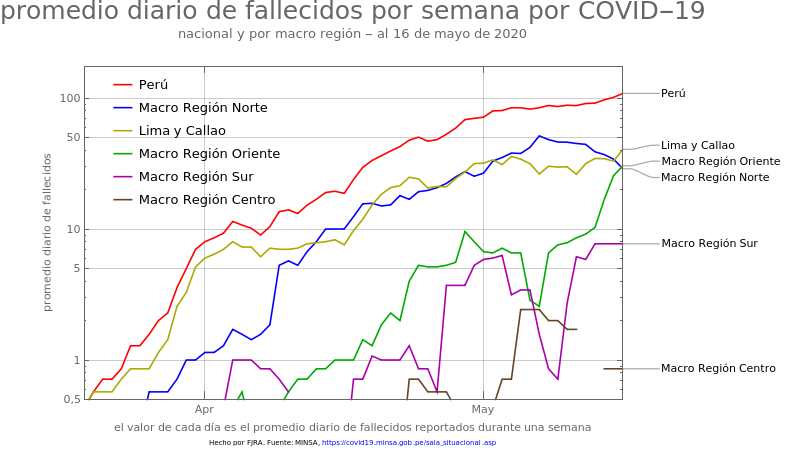 promedio diario de fallecidos por semana por COVID‒19
nacional y por macro región ‒ al 16 de mayo de 2020
Perú
Macro Región Norte
Lima y Callao
Macro Región Oriente
Macro Región Sur
Macro Región Centro
promedio diario de fallecidos
100
50
10
5
1
0,5
Apr
May
Perú
Lima y Callao
Macro Región Oriente
Macro Región Norte
Macro Región Sur
Macro Región Centro
el valor de cada día es el promedio diario de fallecidos reportados durante una semana
Hecho por FJRA. Fuente: MINSA, https://covid19.minsa.gob.pe/sala_situacional.asp